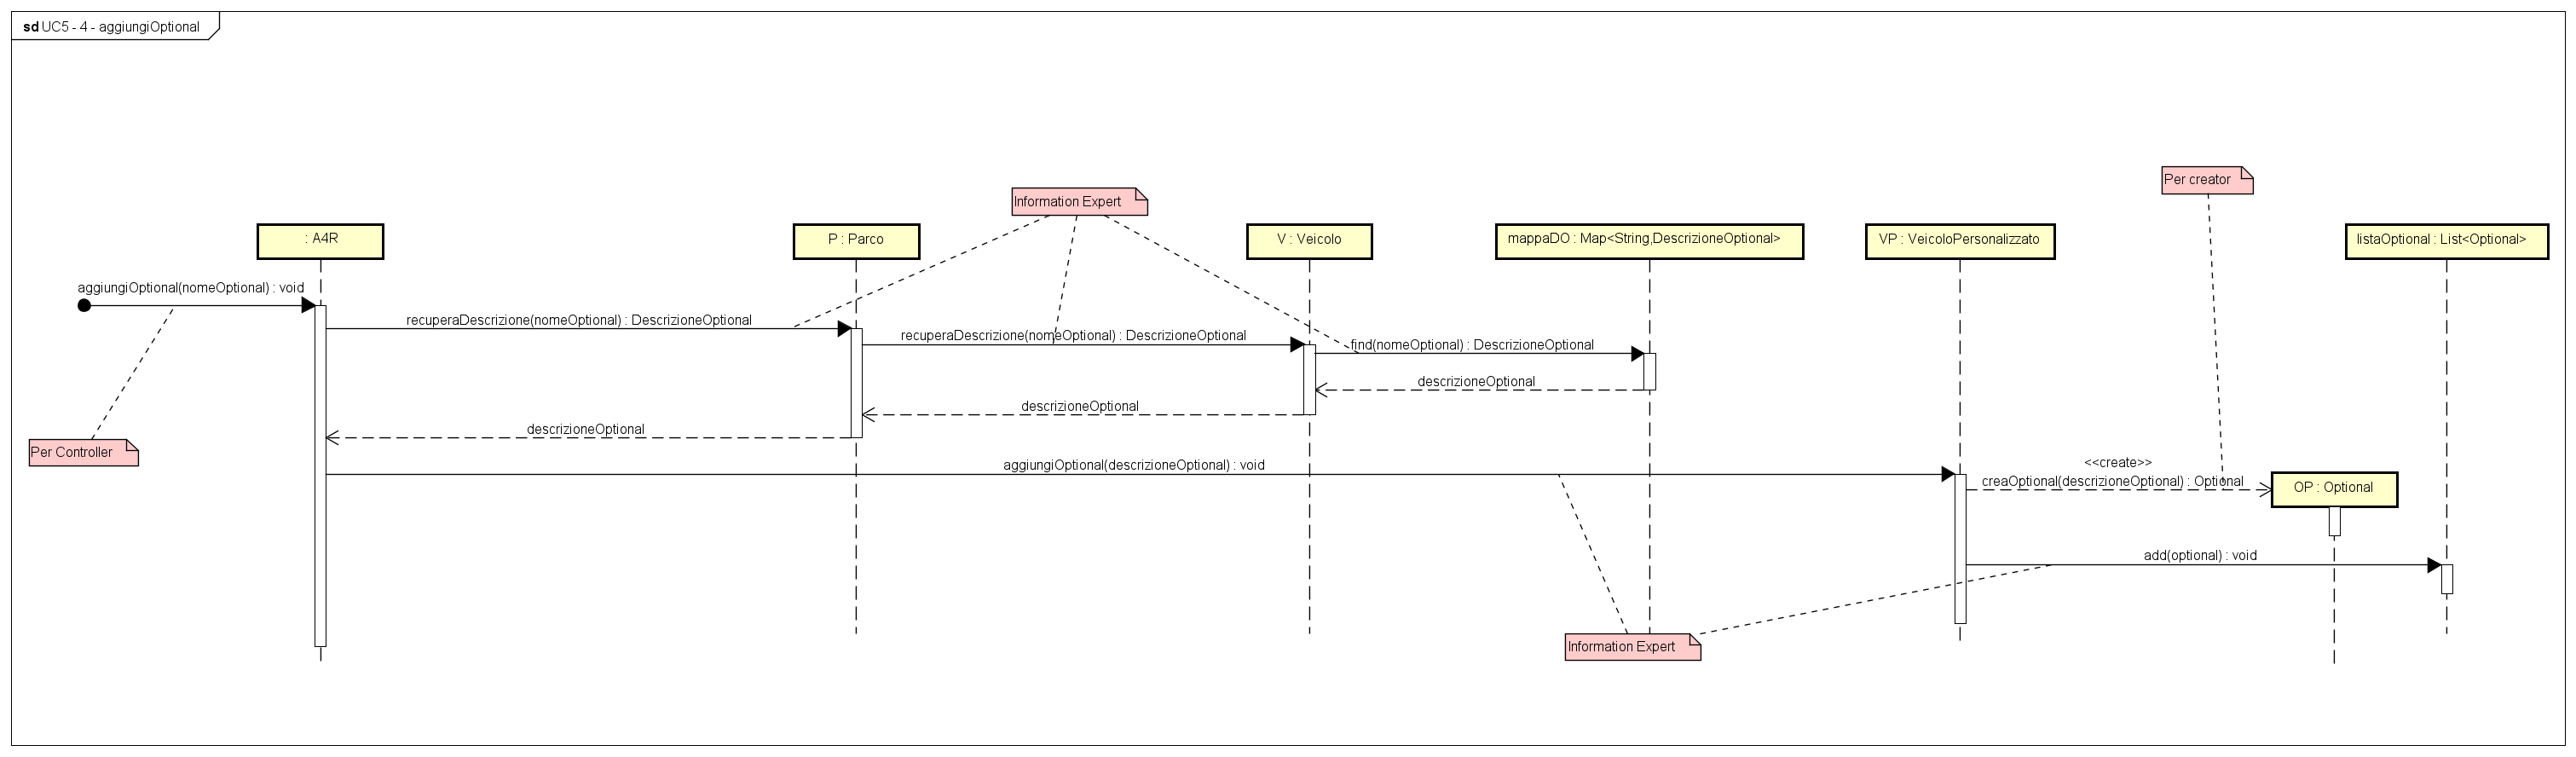 sd UC5 - 4 - aggiungiOptional
Per creator
Information Expert
: A4R
P : Parco
V : Veicolo
mappaDO : Map<String,DescrizioneOptional>
VP : VeicoloPersonalizzato
listaOptional : List<Optional>
aggiungiOptional(nomeOptional) : void
recuperaDescrizione(nomeOptional) : DescrizioneOptional
recuperaDescrizione(nomeOptional) : DescrizioneOptional
find(nomeOptional) : DescrizioneOptional
descrizioneOptional
descrizioneOptional
descrizioneOptional
Per Controller
aggiungiOptional(descrizioneOptional) : void
<<create>>
creaOptional(descrizioneOptional) : Optional
OP : Optional
add(optional) : void
Information Expert